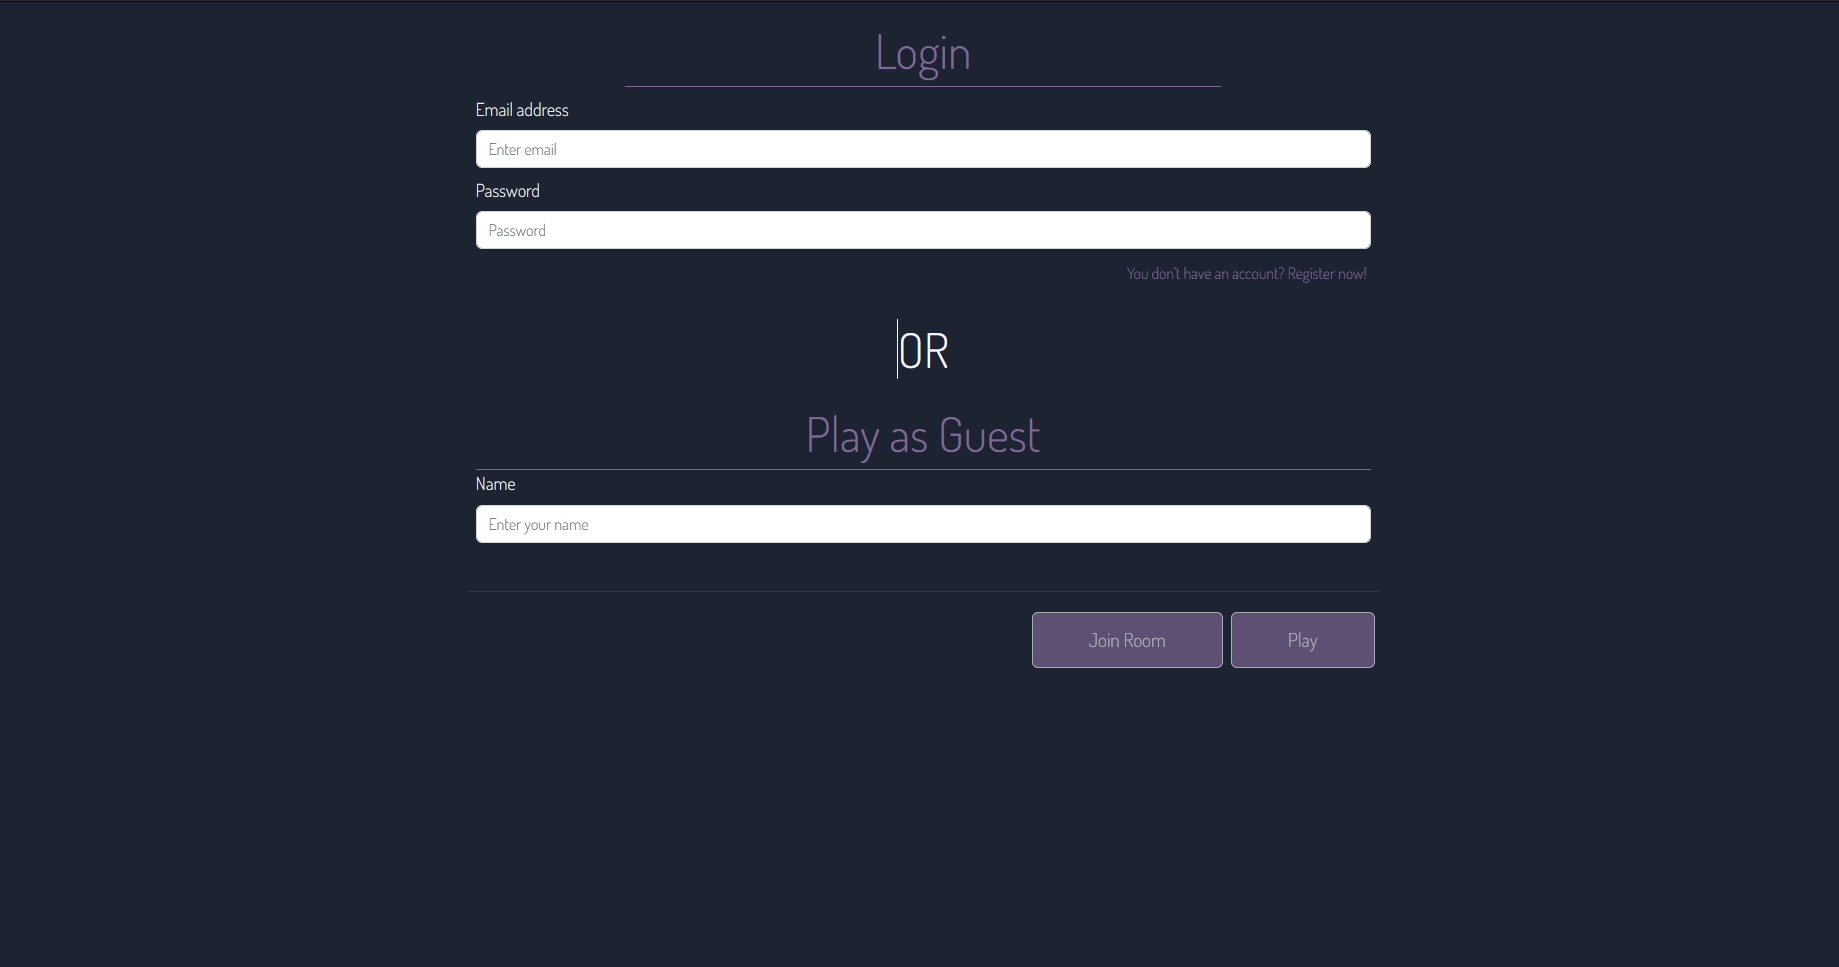 Login
Email address
Enter email
Password
Password
You don't have an account? Register now!
OR
Play as Guest
Name
Enter your name
Join Room
Play